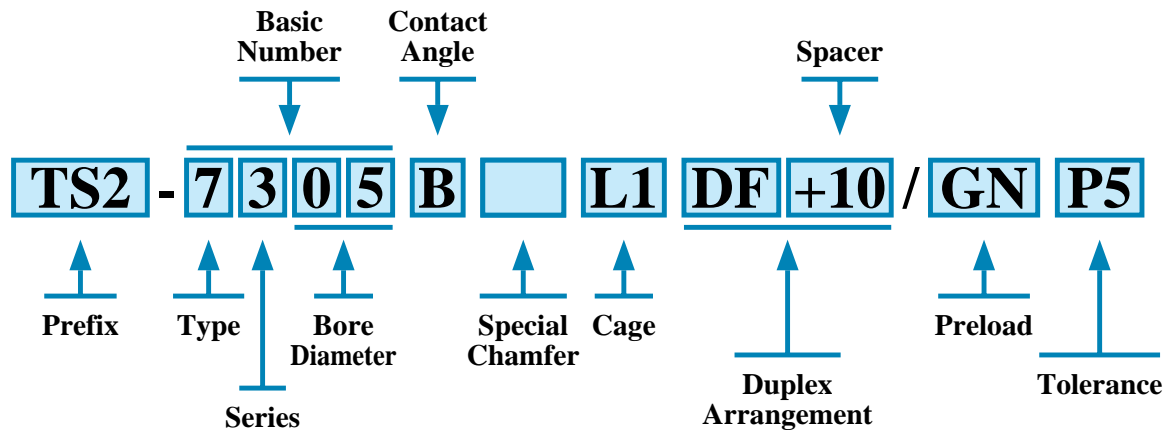 Basic
Number
Contact
Angle
Spacer
TS2 - 7 3 0 5 B L1 DF +10 / GN P5
Prefix
Type
Bore
Diameter
Special
Chamfer
Cage
Preload
Series
Duplex
Arrangement
Tolerance